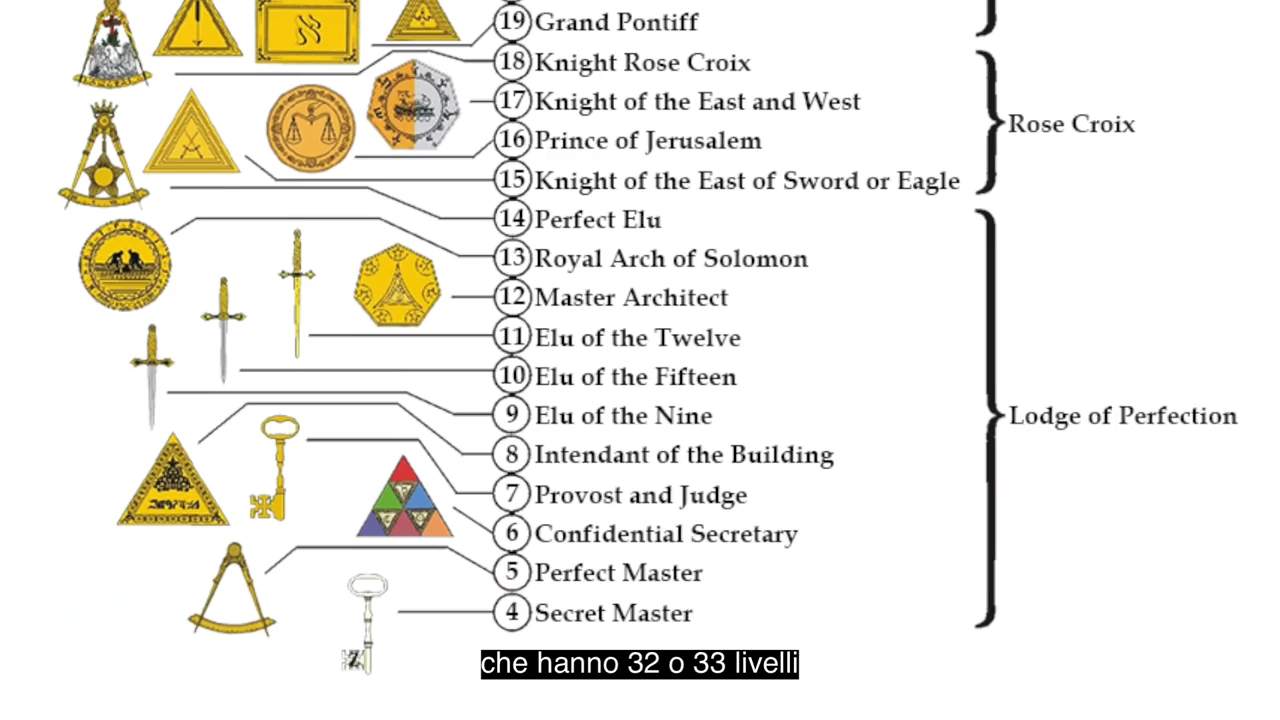 19 Grand Pontiff
18 Knight Rose Croix
17 Knight of the East and West
16 Prince of Jerusalem
15 Knight of the East of Sword or Eagle
Rose Croix
14 Perfect Elu
13 Royal Arch of Solomon
12 Master Architect
11 Elu of the Twelve
10 Elu of the Fifteen
9 Elu of the Nine
8 Intendant of the Building
7 Provost and Judge
6 Confidential Secretary
5 Perfect Master
4 Secret Master
Lodge of Perfection
Z
che hanno 32 o 33 livelli